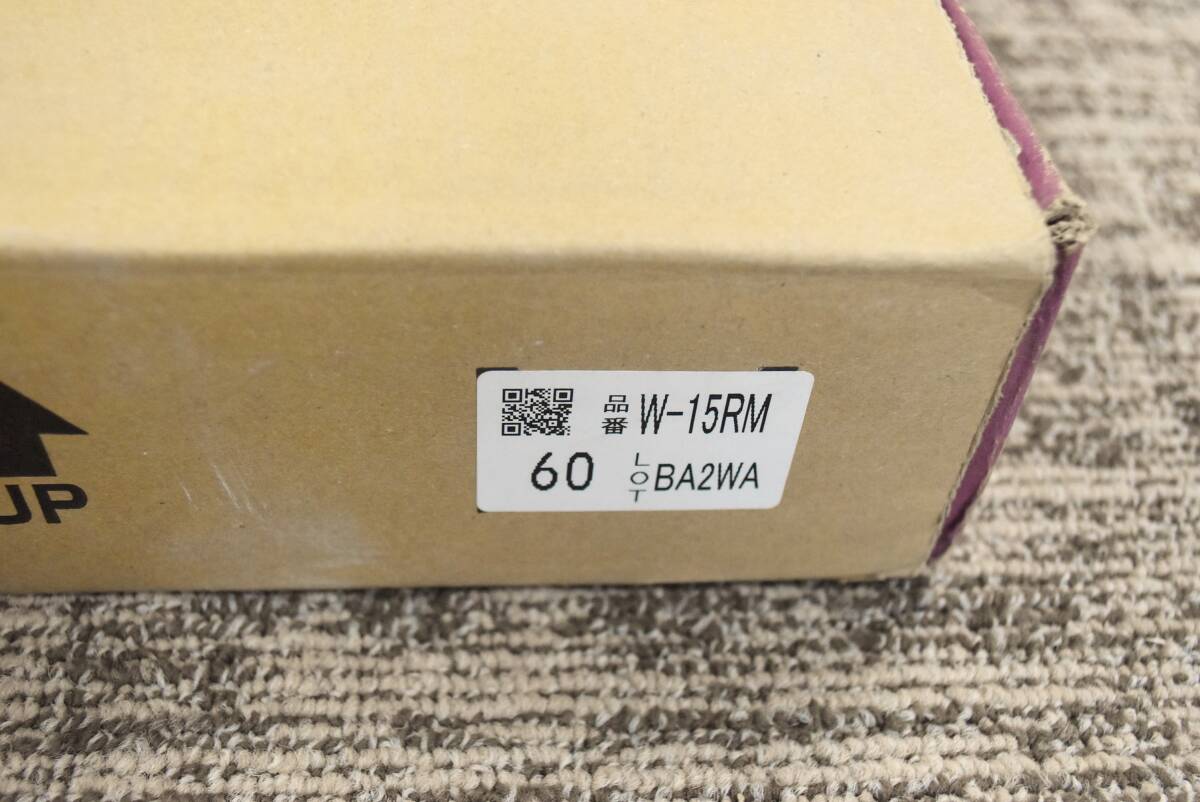 品番 W-15RM
60 LOT BA2WA
UP